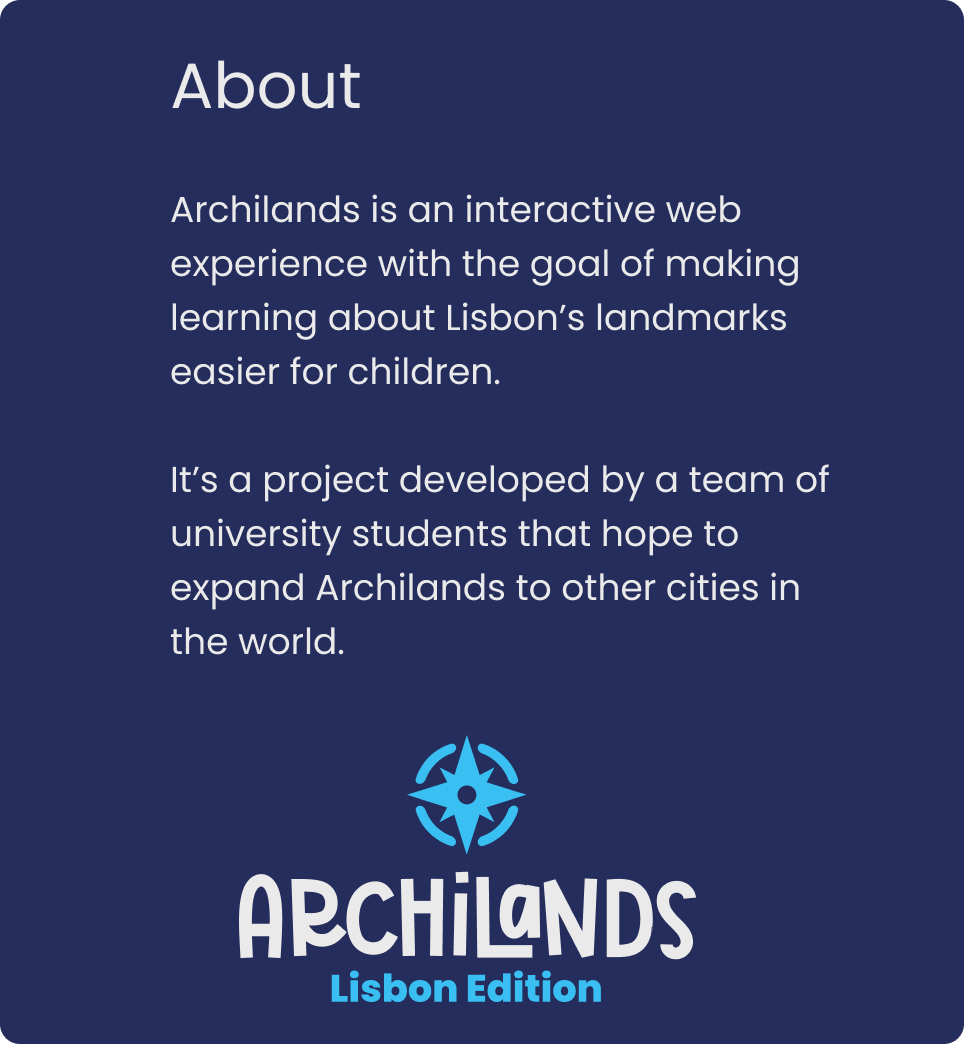 About
Archilands is an interactive web
experience with the goal of making
learning about Lisbon’s landmarks
easier for children.
It’s a project developed by a team of
university students that hope to
expand Archilands to other cities in
the world.
ARCHiLaNDS
Lisbon Edition